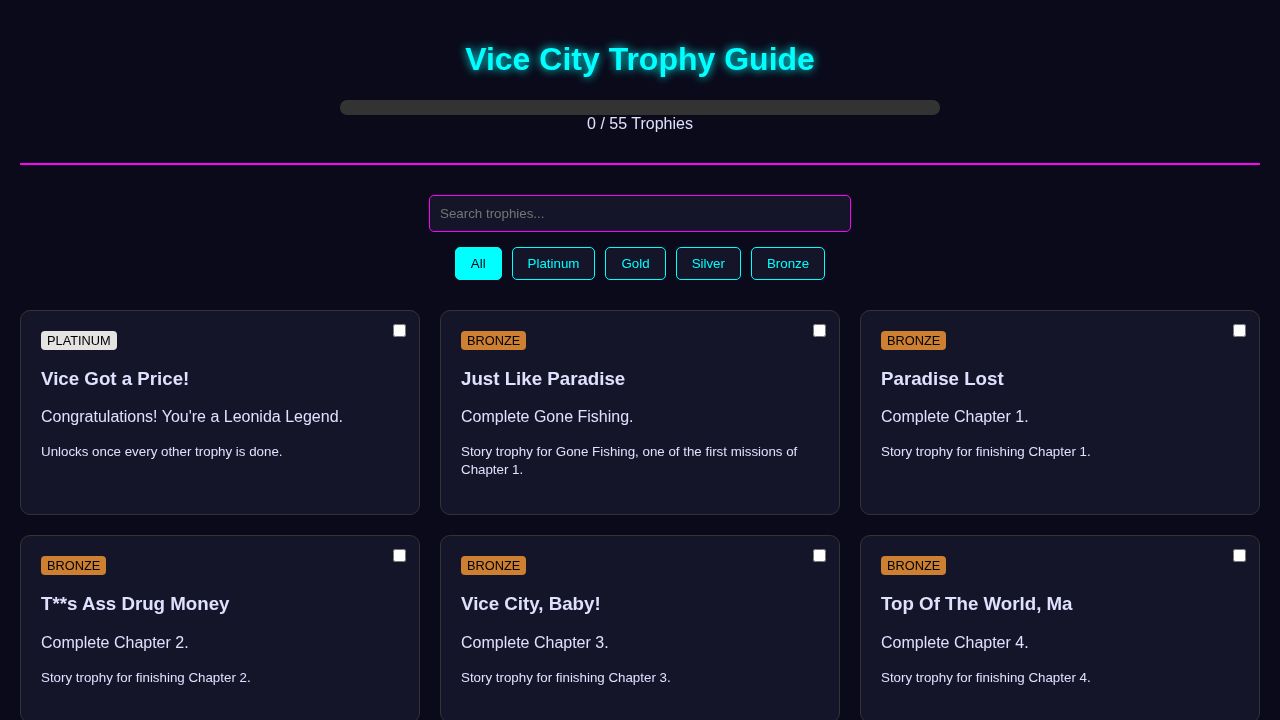 Vice City Trophy Guide
0 / 55 Trophies
Search trophies...
All
Platinum
Gold
Silver
Bronze
PLATINUM
Vice Got a Price!
Congratulations! You're a Leonida Legend.
Unlocks once every other trophy is done.
BRONZE
Just Like Paradise
Complete Gone Fishing.
Story trophy for Gone Fishing, one of the first missions of
Chapter 1.
BRONZE
Paradise Lost
Complete Chapter 1.
Story trophy for finishing Chapter 1.
BRONZE
T**s Ass Drug Money
Complete Chapter 2.
Story trophy for finishing Chapter 2.
BRONZE
Vice City, Baby!
Complete Chapter 3.
Story trophy for finishing Chapter 3.
BRONZE
Top Of The World, Ma
Complete Chapter 4.
Story trophy for finishing Chapter 4.